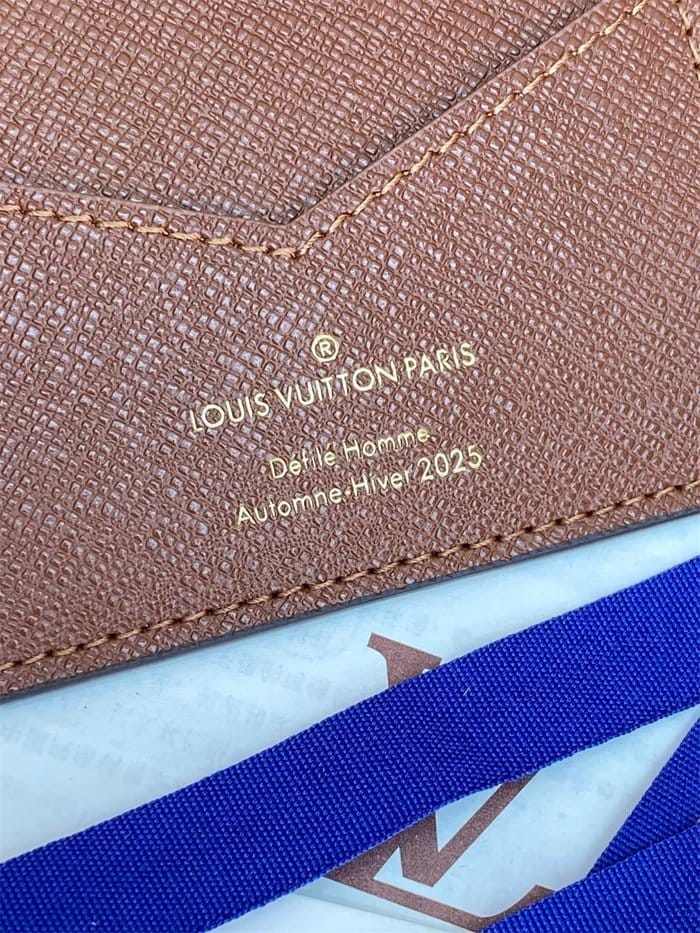 ®
LOUIS VUITTON PARIS
Défilé Homme
Automne-Hiver 2025